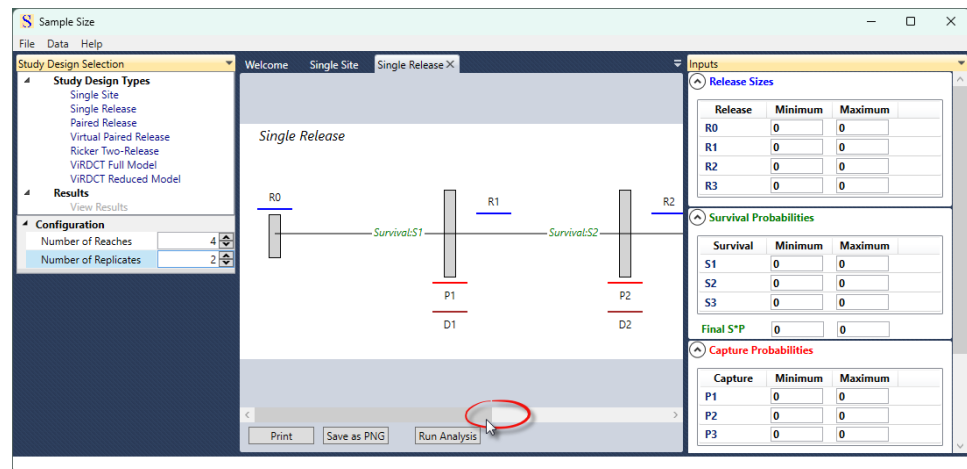 S Sample Size
File Data Help
Study Design Selection
Study Design Types
Single Site
Single Release
Paired Release
Virtual Paired Release
Ricker Two-Release
ViRDCT Full Model
ViRDCT Reduced Model
Results
View Results
Configuration
Number of Reaches 4
Number of Replicates 2
Welcome Single Site Single Release
Single Release
R0 R1 R2
Survival:S1 Survival:S2
P1 P2
D1 D2
Print Save as PNG Run Analysis
Inputs
Release Sizes
Release Minimum Maximum
R0 0 0
R1 0 0
R2 0 0
R3 0 0
Survival Probabilities
Survival Minimum Maximum
S1 0 0
S2 0 0
S3 0 0
Final S*P 0 0
Capture Probabilities
Capture Minimum Maximum
P1 0 0
P2 0 0
P3 0 0